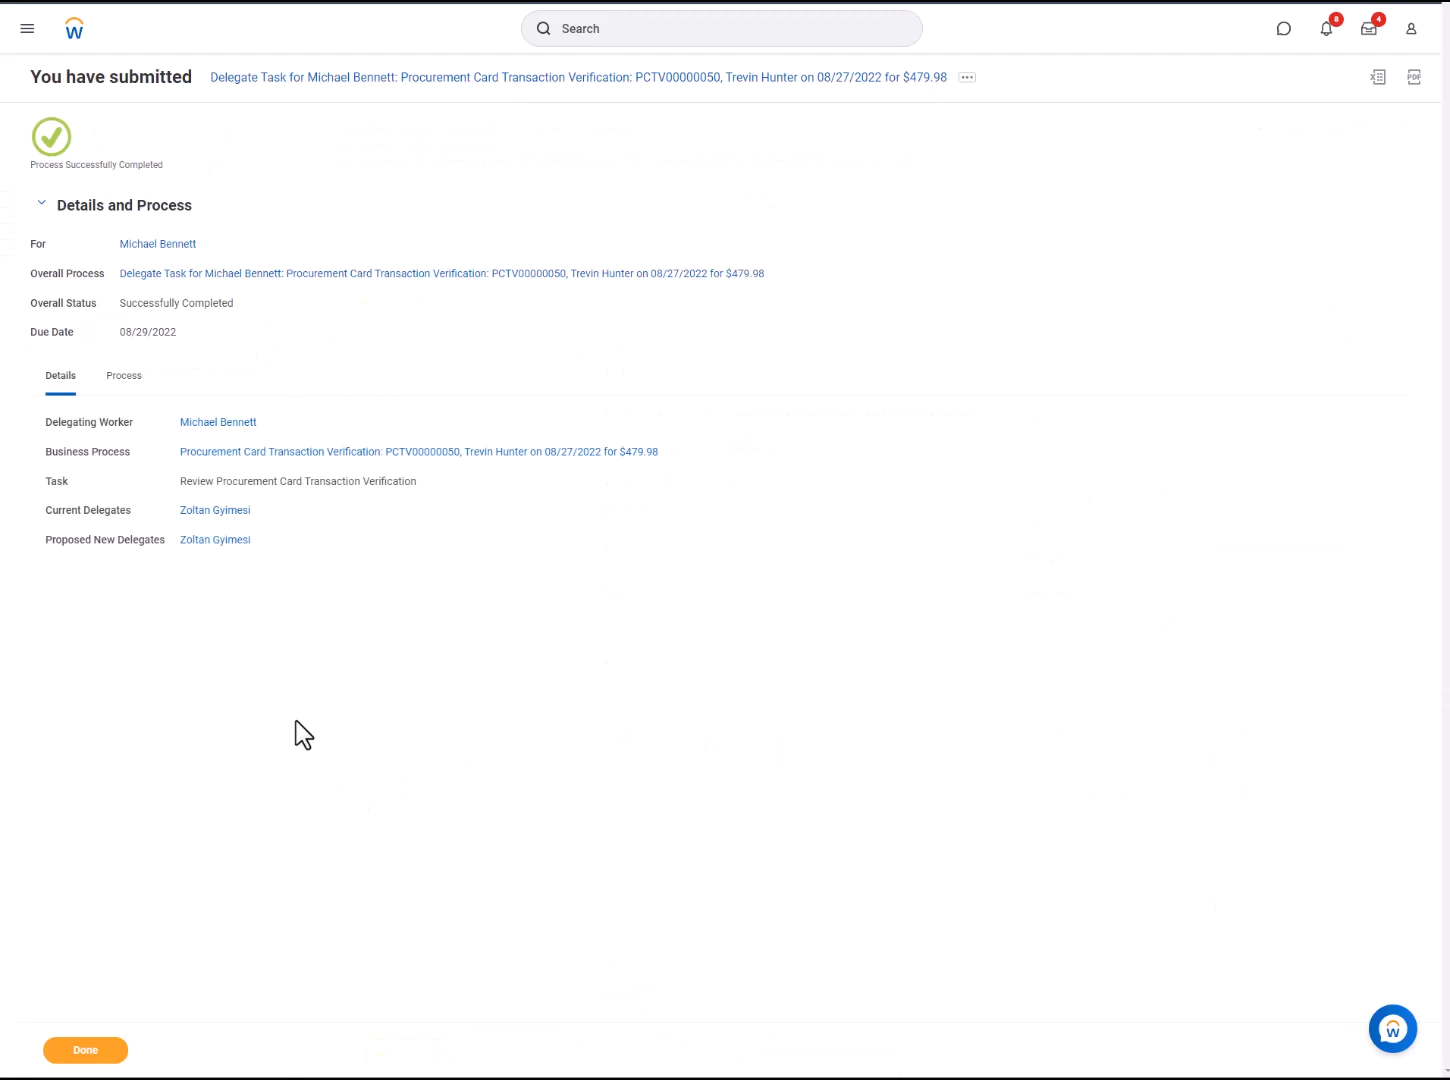 W
Search
8
4
You have submitted Delegate Task for Michael Bennett: Procurement Card Transaction Verification: PCTV00000050, Trevin Hunter on 08/27/2022 for $479.98
PDF
Process Successfully Completed
Details and Process
For Michael Bennett
Overall Process Delegate Task for Michael Bennett: Procurement Card Transaction Verification: PCTV00000050, Trevin Hunter on 08/27/2022 for $479.98
Overall Status Successfully Completed
Due Date 08/29/2022
Details Process
Delegating Worker Michael Bennett
Business Process Procurement Card Transaction Verification: PCTV00000050, Trevin Hunter on 08/27/2022 for $479.98
Task Review Procurement Card Transaction Verification
Current Delegates Zoltan Gyimesi
Proposed New Delegates Zoltan Gyimesi
W
Done